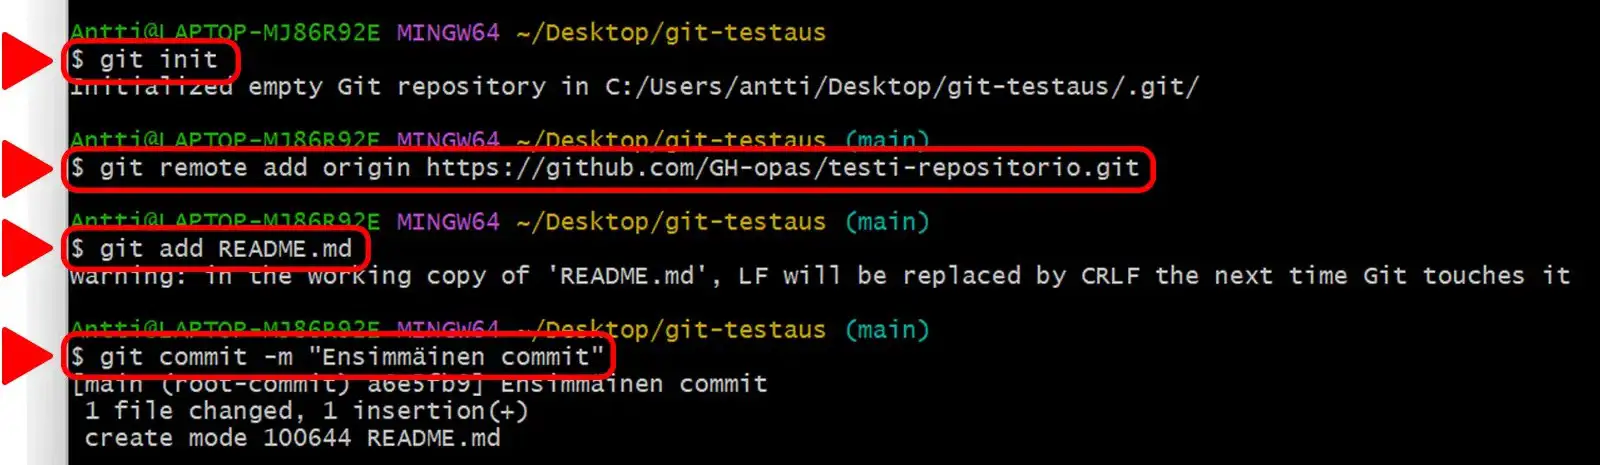 Antti@LAPTOP-MJ86R92E MINGW64 ~/Desktop/git-testaus
$ git init
Initialized empty Git repository in C:/Users/antti/Desktop/git-testaus/.git/
Antti@LAPTOP-MJ86R92E MINGW64 ~/Desktop/git-testaus (main)
$ git remote add origin https://github.com/GH-opas/testi-repositorio.git
Antti@LAPTOP-MJ86R92E MINGW64 ~/Desktop/git-testaus (main)
$ git add README.md
warning: in the working copy of 'README.md', LF will be replaced by CRLF the next time Git touches it
Antti@LAPTOP-MJ86R92E MINGW64 ~/Desktop/git-testaus (main)
$ git commit -m "Ensimmäinen commit"
[main (root-commit) a6e5fb9] Ensimmäinen commit
1 file changed, 1 insertion(+)
create mode 100644 README.md